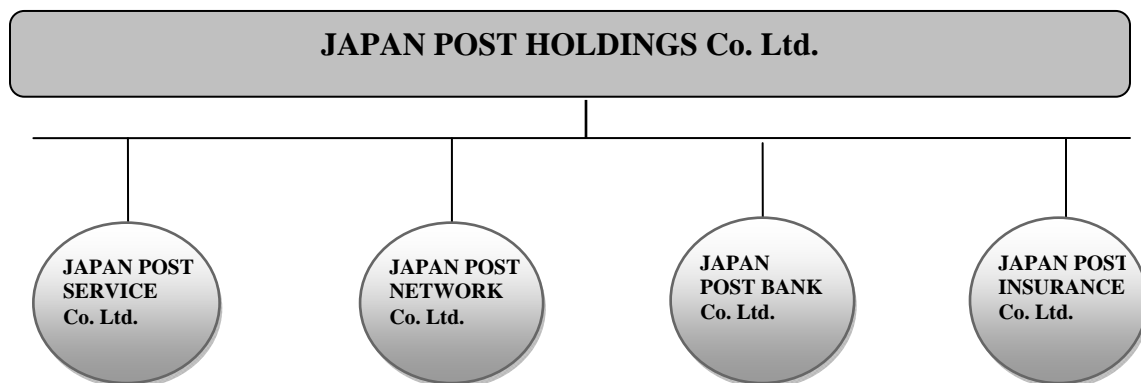 JAPAN POST HOLDINGS Co. Ltd.
JAPAN POST
SERVICE
Co. Ltd.
JAPAN POST
NETWORK
Co. Ltd.
JAPAN
POST BANK
Co. Ltd.
JAPAN POST
INSURANCE
Co. Ltd.